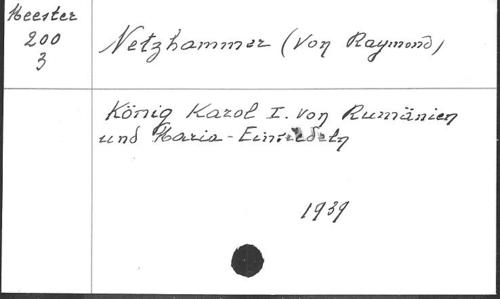 Meester
200
3
Netzhammer (von Raymond)
König Karol I. von Rumänien
und Maria-Einsiedeln
1939